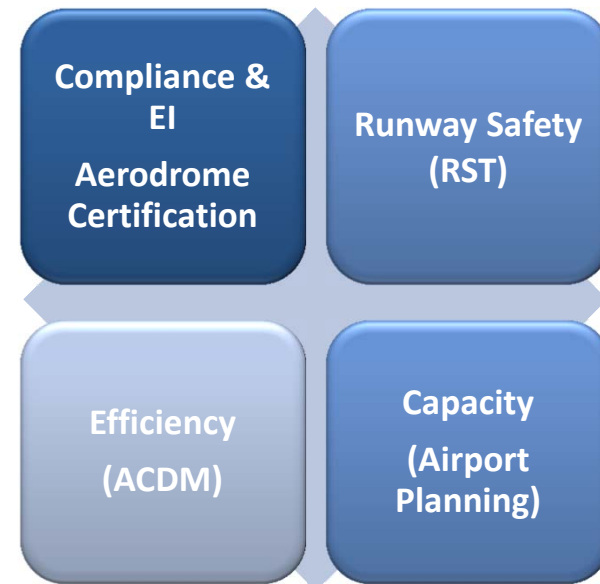 Compliance &
EI
Aerodrome
Certification
Runway Safety
(RST)
Efficiency
(ACDM)
Capacity
(Airport
Planning)